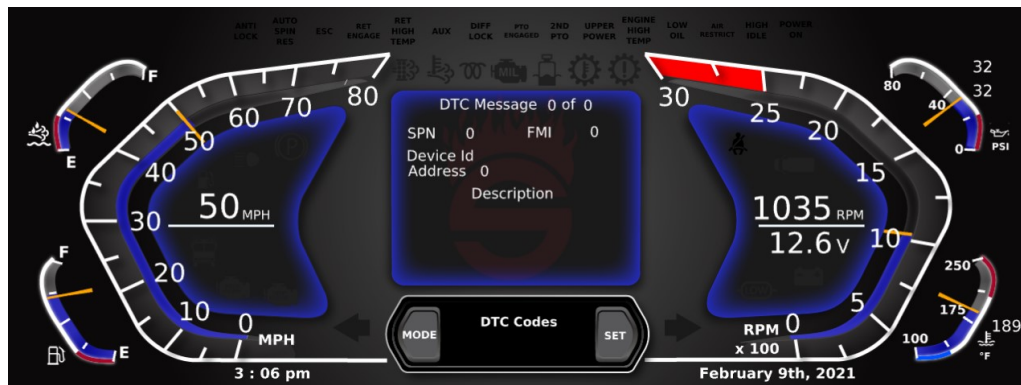 ANTI LOCK
AUTO SPIN RES
ESC
RET ENGAGE
RET HIGH TEMP
AUX
DIFF LOCK
PTO ENGAGED
2ND PTO
UPPER POWER
ENGINE HIGH TEMP
LOW OIL
AIR RESTRICT
HIGH IDLE
POWER ON
MIL
F
E
80
70
60
50
40
30
20
10
0
MPH
50 MPH
F
E
3 : 06 pm
DTC Message 0 of 0
SPN 0 FMI 0
Device Id
Address 0
Description
MODE
DTC Codes
SET
30
25
20
15
10
5
0
RPM
x 100
1035 RPM
12.6 V
80
40
0
32
32
PSI
250
175
100
189
°F
February 9th, 2021